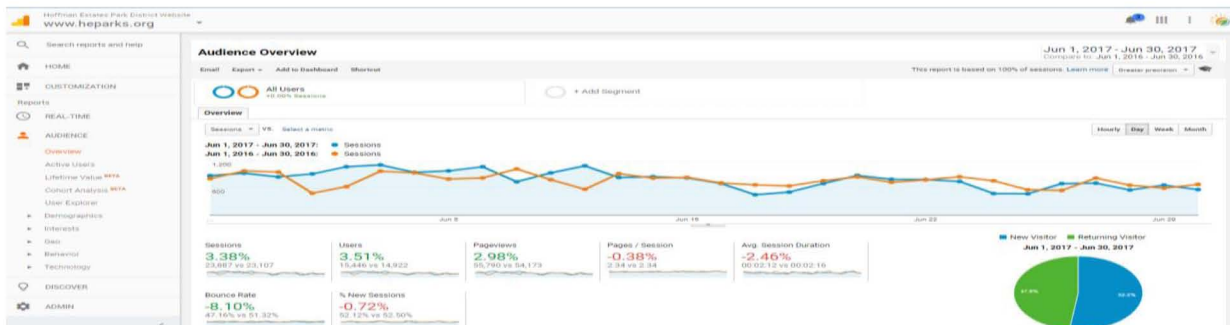 Hoffman Estates Park District Website
www.heparks.org
Search reports and help
HOME
CUSTOMIZATION
Reports
REAL-TIME
AUDIENCE
Overview
Active Users
Lifetime Value BETA
Cohort Analysis BETA
User Explorer
Demographics
Interests
Geo
Behavior
Technology
DISCOVER
ADMIN
Audience Overview
Jun 1, 2017 - Jun 30, 2017
Compare to: Jun 1, 2016 - Jun 30, 2016
Email Export Add to Dashboard Shortcut
This report is based on 100% of sessions. Learn more Greater precision
All Users
+0.00% Sessions
+ Add Segment
Overview
Sessions VS. Select a metric
Hourly Day Week Month
Jun 1, 2017 - Jun 30, 2017: Sessions
Jun 1, 2016 - Jun 30, 2016: Sessions
1,200
600
Jun 8 Jun 15 Jun 22 Jun 29
New Visitor Returning Visitor
Jun 1, 2017 - Jun 30, 2017
Sessions
3.38%
23,887 vs 23,107
Users
3.51%
15,446 vs 14,922
Pageviews
2.98%
55,790 vs 54,173
Pages / Session
-0.38%
2.34 vs 2.34
Avg. Session Duration
-2.46%
00:02:12 vs 00:02:16
Bounce Rate
-8.10%
47.16% vs 51.32%
% New Sessions
-0.72%
52.12% vs 52.50%